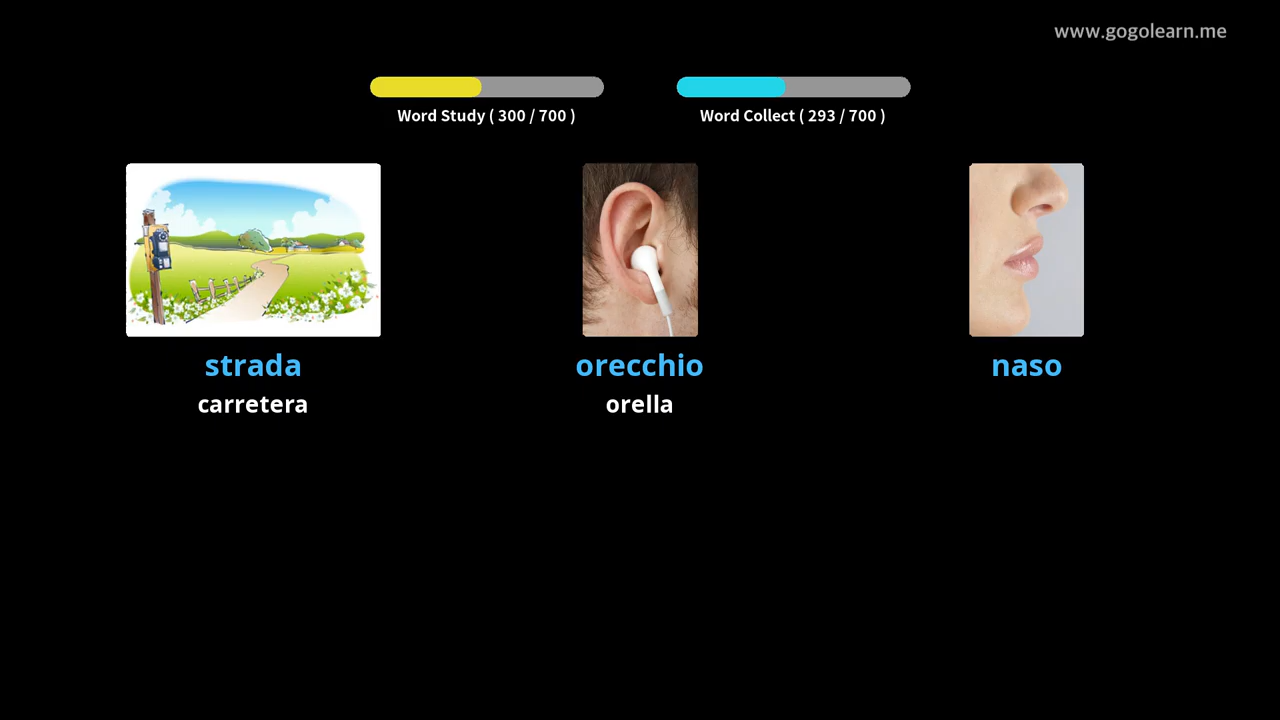 www.gogolearn.me
Word Study ( 300 / 700 )
Word Collect ( 293 / 700 )
strada
carretera
orecchio
orella
naso